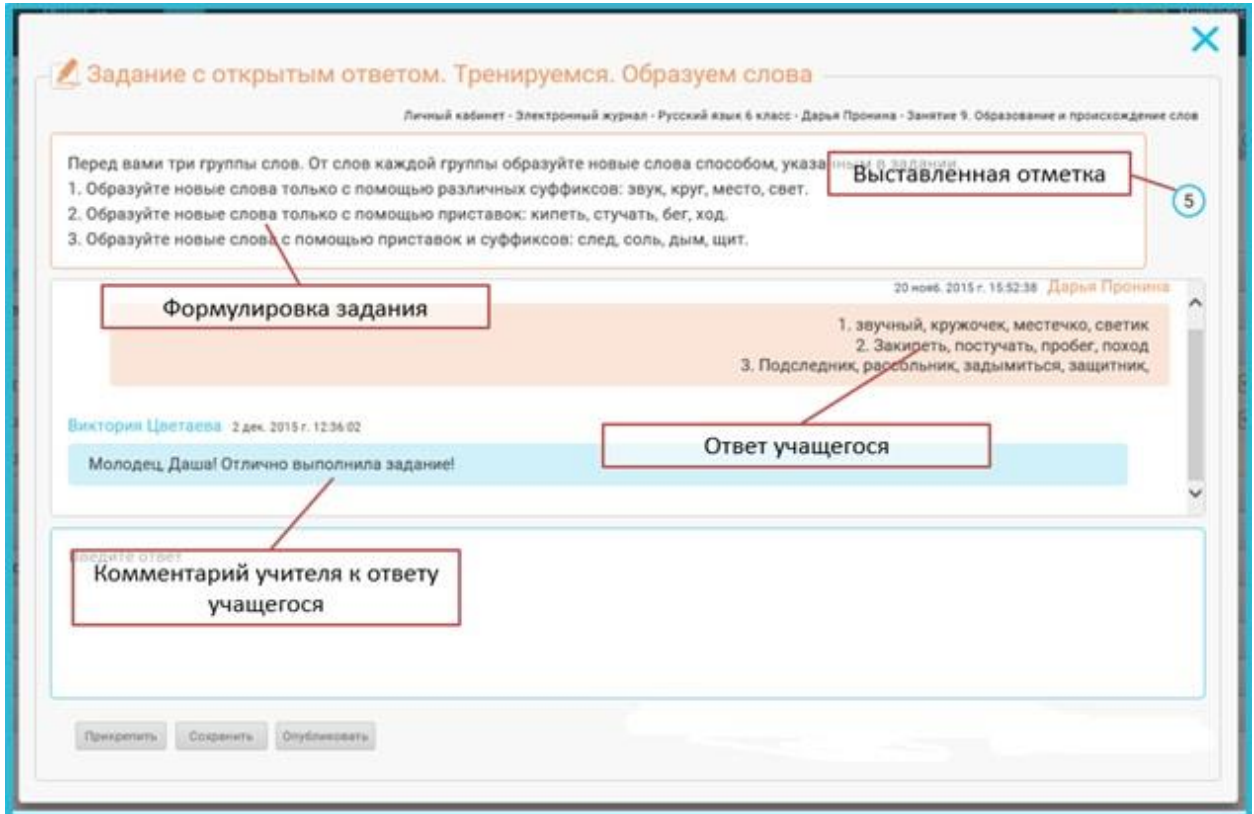 Задание с открытым ответом. Тренируемся. Образуем слова
Личный кабинет - Электронный журнал - Русский язык 6 класс - Дарья Пронина - Занятие 9. Образование и происхождение слов
Перед вами три группы слов. От слов каждой группы образуйте новые слова способом, указанным в задании.
Выставленная отметка
1. Образуйте новые слова только с помощью различных суффиксов: звук, круг, место, свет.
5
2. Образуйте новые слова только с помощью приставок: кипеть, стучать, бег, ход.
3. Образуйте новые слова с помощью приставок и суффиксов: след, соль, дым, щит.
20 нояб. 2015 г. 15:52:38 Дарья Пронина
Формулировка задания
1. звучный, кружочек, местечко, светик
2. Закипеть, постучать, пробег, поход
3. Подследник, рассольник, задымиться, защитник,
Виктория Цветаева 2 дек. 2015 г. 12:36:02
Ответ учащегося
Молодец, Даша! Отлично выполнила задание!
Введите ответ
Комментарий учителя к ответу
учащегося
Прикрепить Сохранить Опубликовать